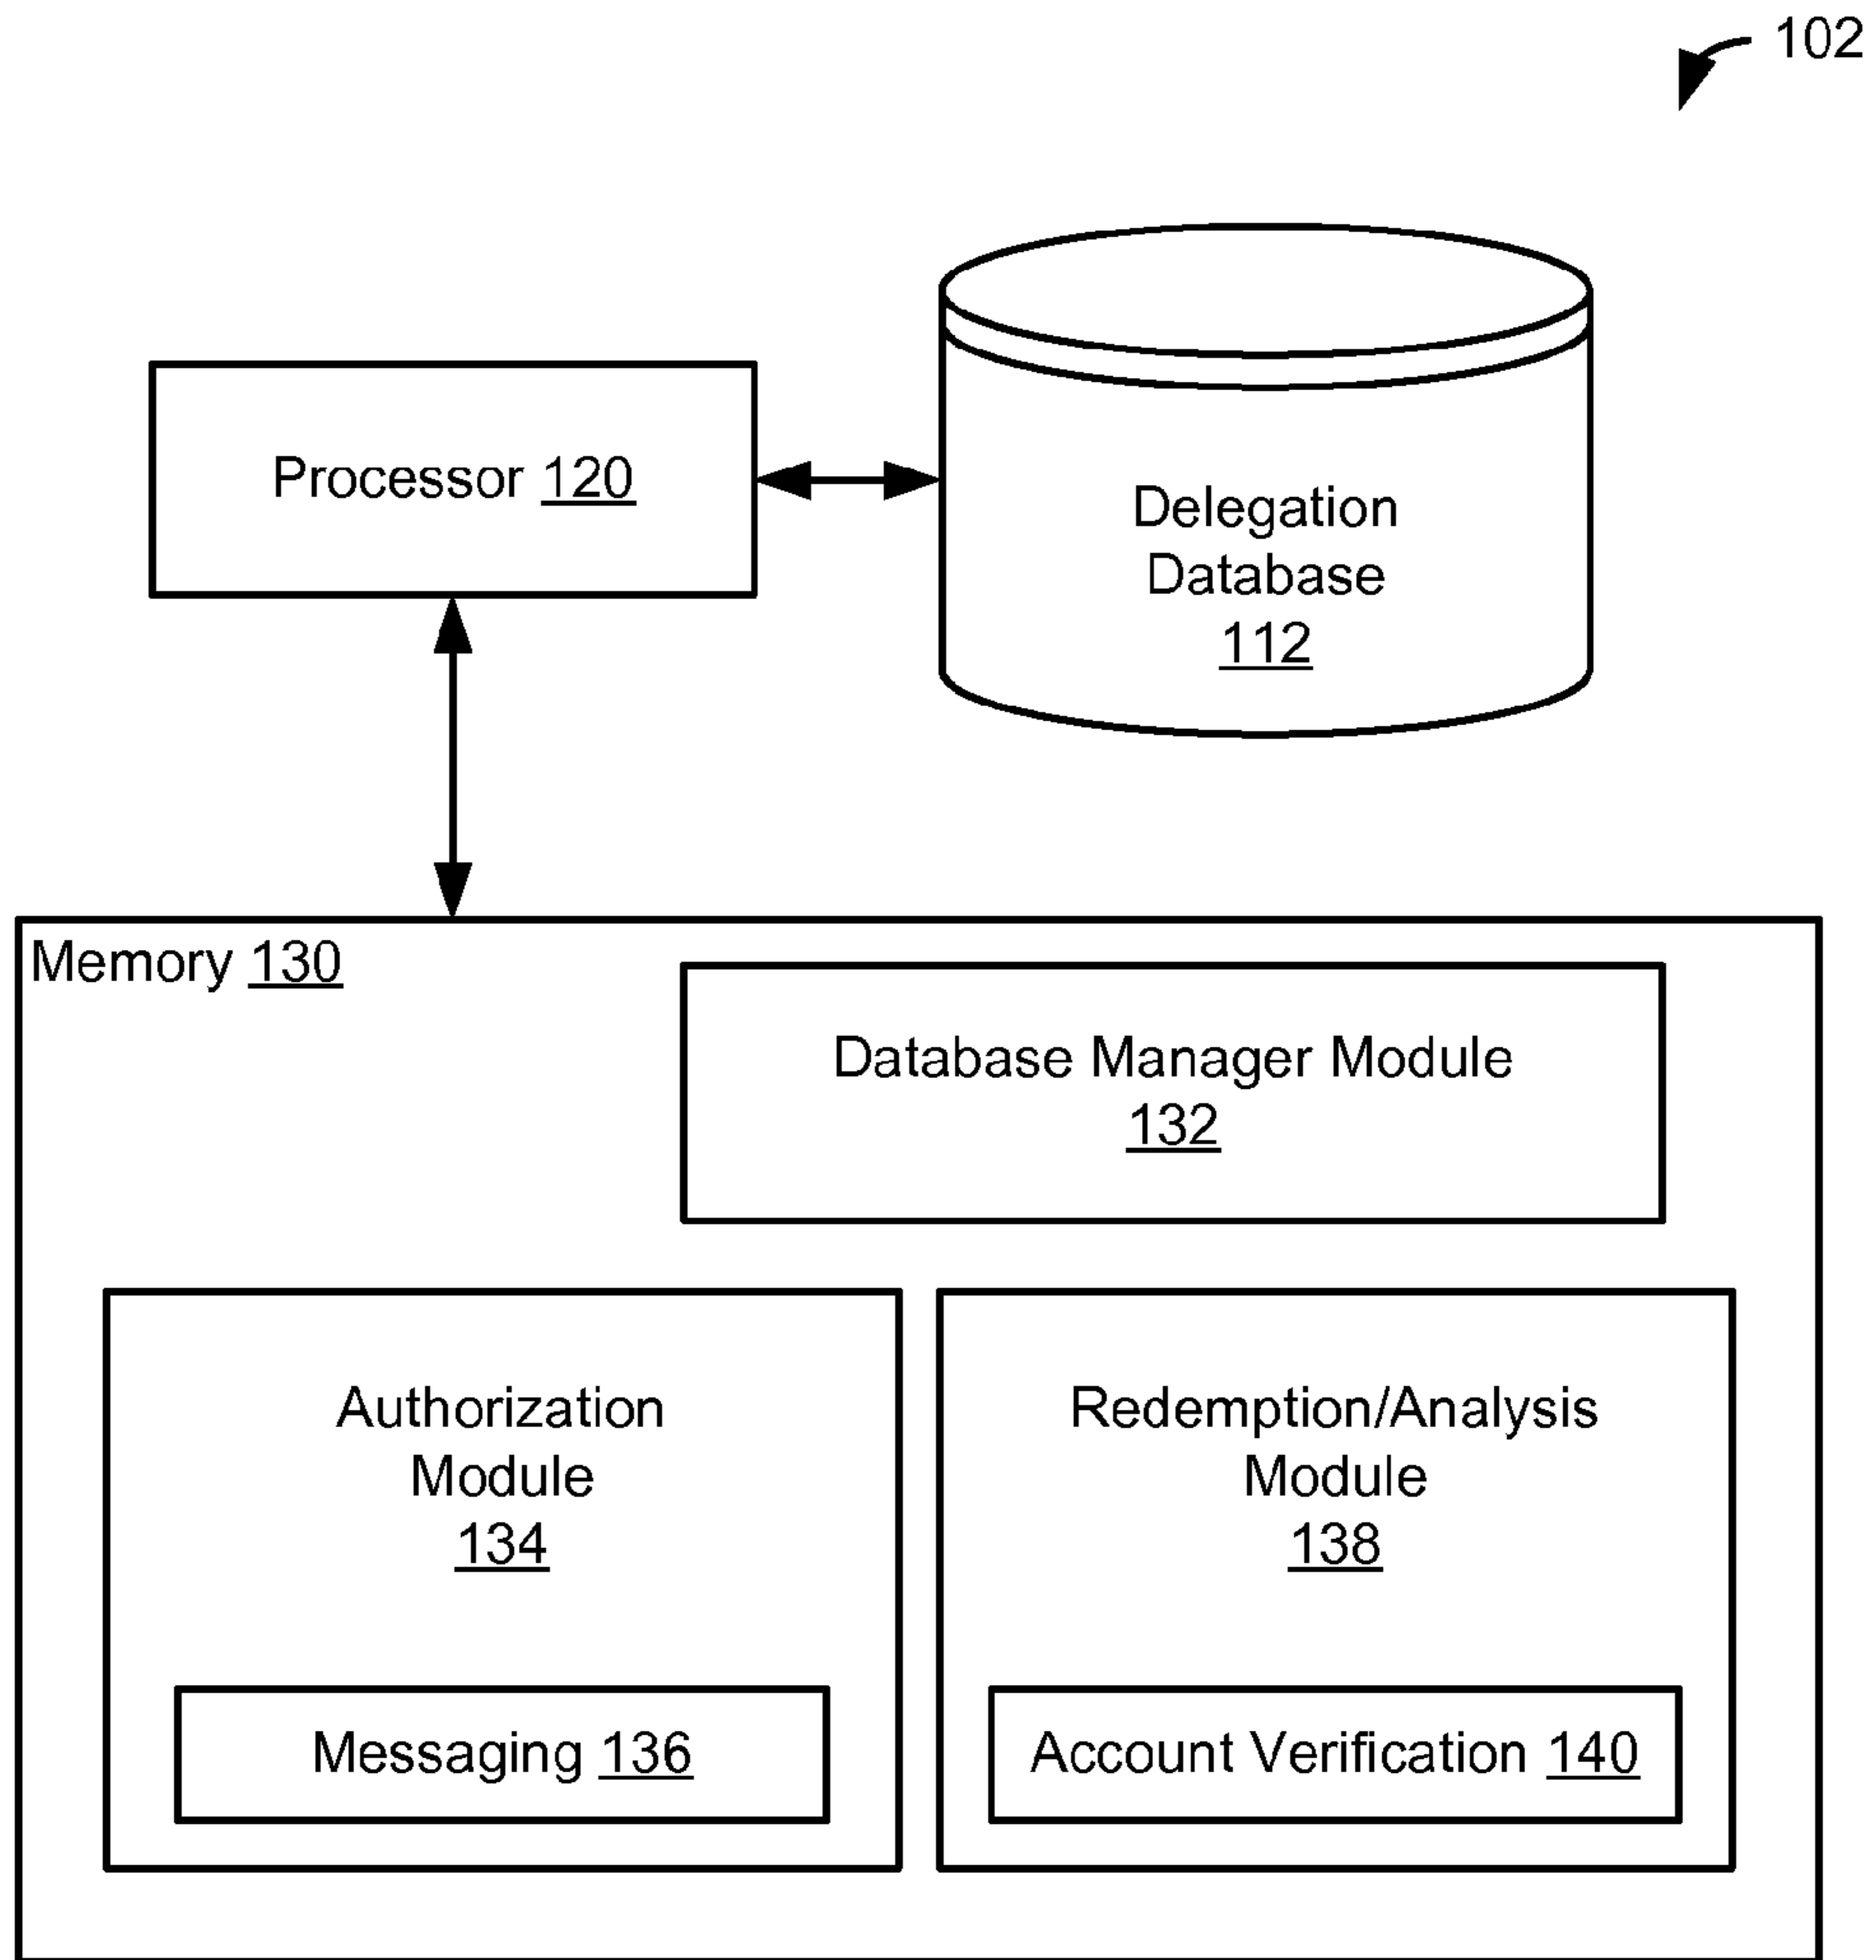 102
Processor 120
Delegation
Database
112
Memory 130
Database Manager Module
132
Authorization
Module
134
Redemption/Analysis
Module
138
Messaging 136
Account Verification 140